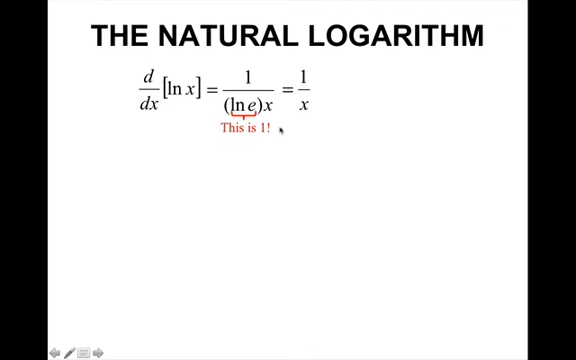 THE NATURAL LOGARITHM
d/dx [ln x] = 1/((ln e)x) = 1/x
This is 1!